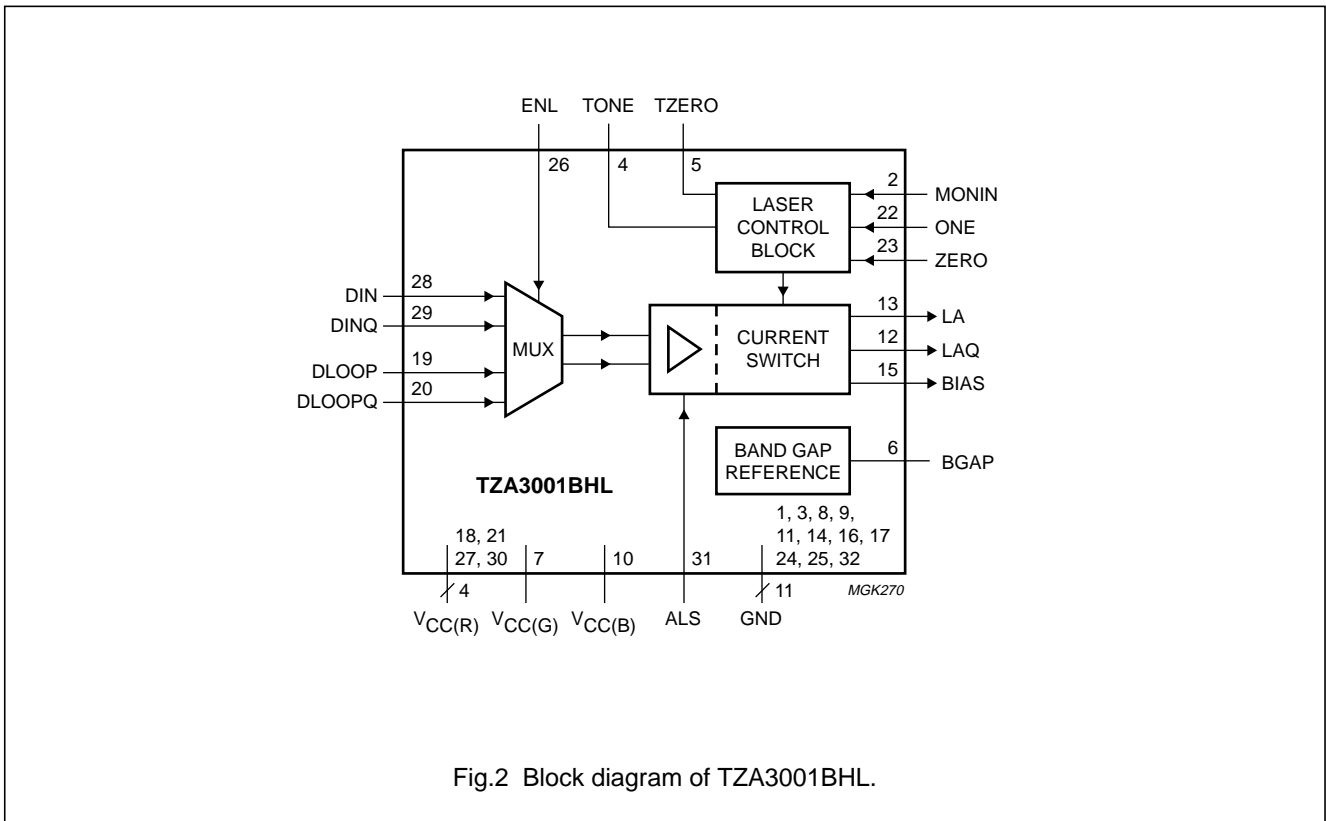 ENL TONE TZERO
26 4 5
2 MONIN
LASER CONTROL BLOCK
22 ONE
23 ZERO
DIN 28
DINQ 29
DLOOP 19
DLOOPQ 20
MUX
CURRENT SWITCH
13 LA
12 LAQ
15 BIAS
BAND GAP REFERENCE
6 BGAP
TZA3001BHL
18, 21
27, 30
7
10
31
1, 3, 8, 9,
11, 14, 16, 17
24, 25, 32
4
11
MGK270
VCC(R) VCC(G) VCC(B) ALS GND
Fig.2 Block diagram of TZA3001BHL.